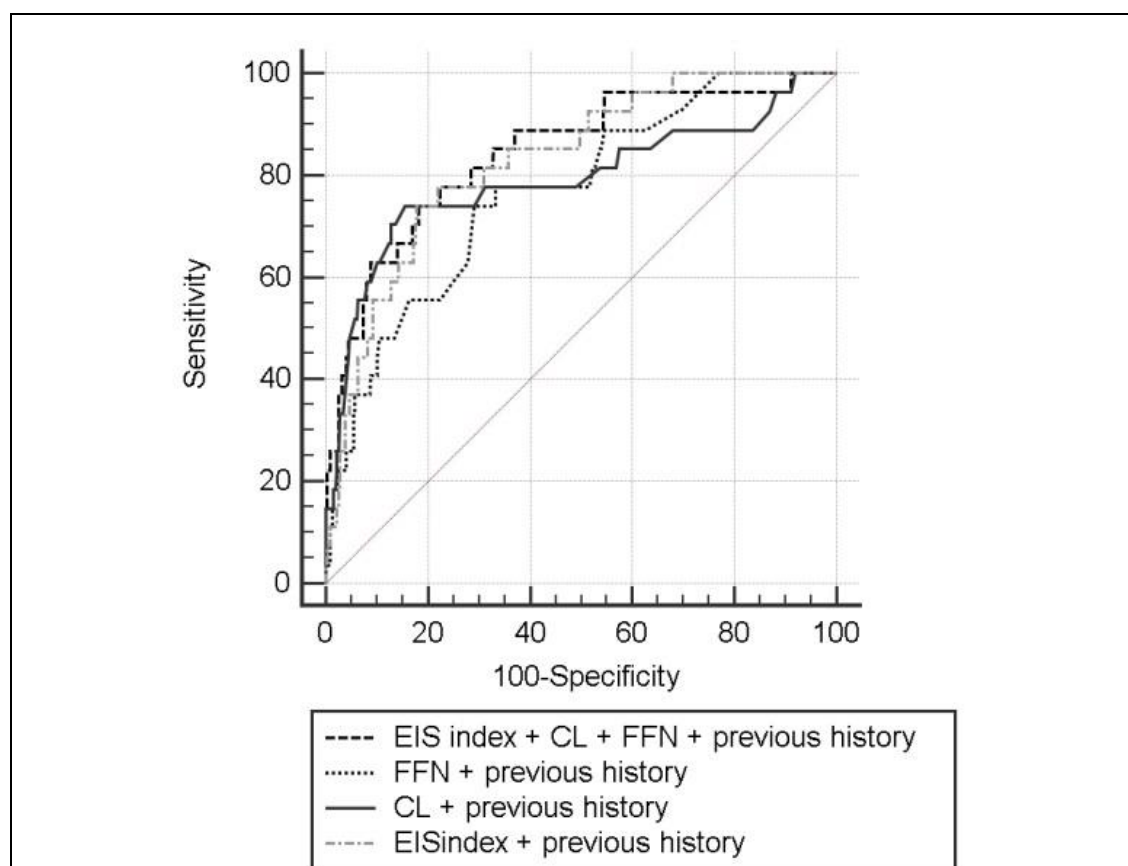 100
80
60
40
20
0
Sensitivity
0 20 40 60 80 100
100-Specificity
EIS index + CL + FFN + previous history
FFN + previous history
CL + previous history
EISindex + previous history